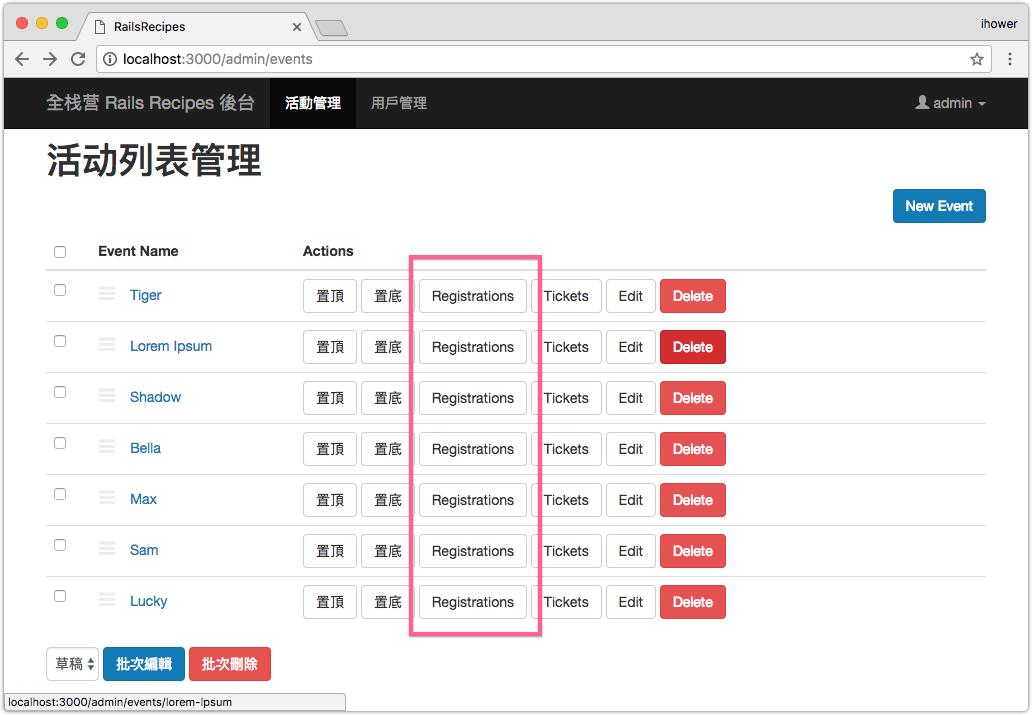 RailsRecipes
ihower
localhost:3000/admin/events
全栈营 Rails Recipes 後台 活動管理 用戶管理 admin
活动列表管理
New Event
Event Name Actions
Tiger 置頂 置底 Registrations Tickets Edit Delete
Lorem Ipsum 置頂 置底 Registrations Tickets Edit Delete
Shadow 置頂 置底 Registrations Tickets Edit Delete
Bella 置頂 置底 Registrations Tickets Edit Delete
Max 置頂 置底 Registrations Tickets Edit Delete
Sam 置頂 置底 Registrations Tickets Edit Delete
Lucky 置頂 置底 Registrations Tickets Edit Delete
草稿 批次編輯 批次刪除
localhost:3000/admin/events/lorem-ipsum